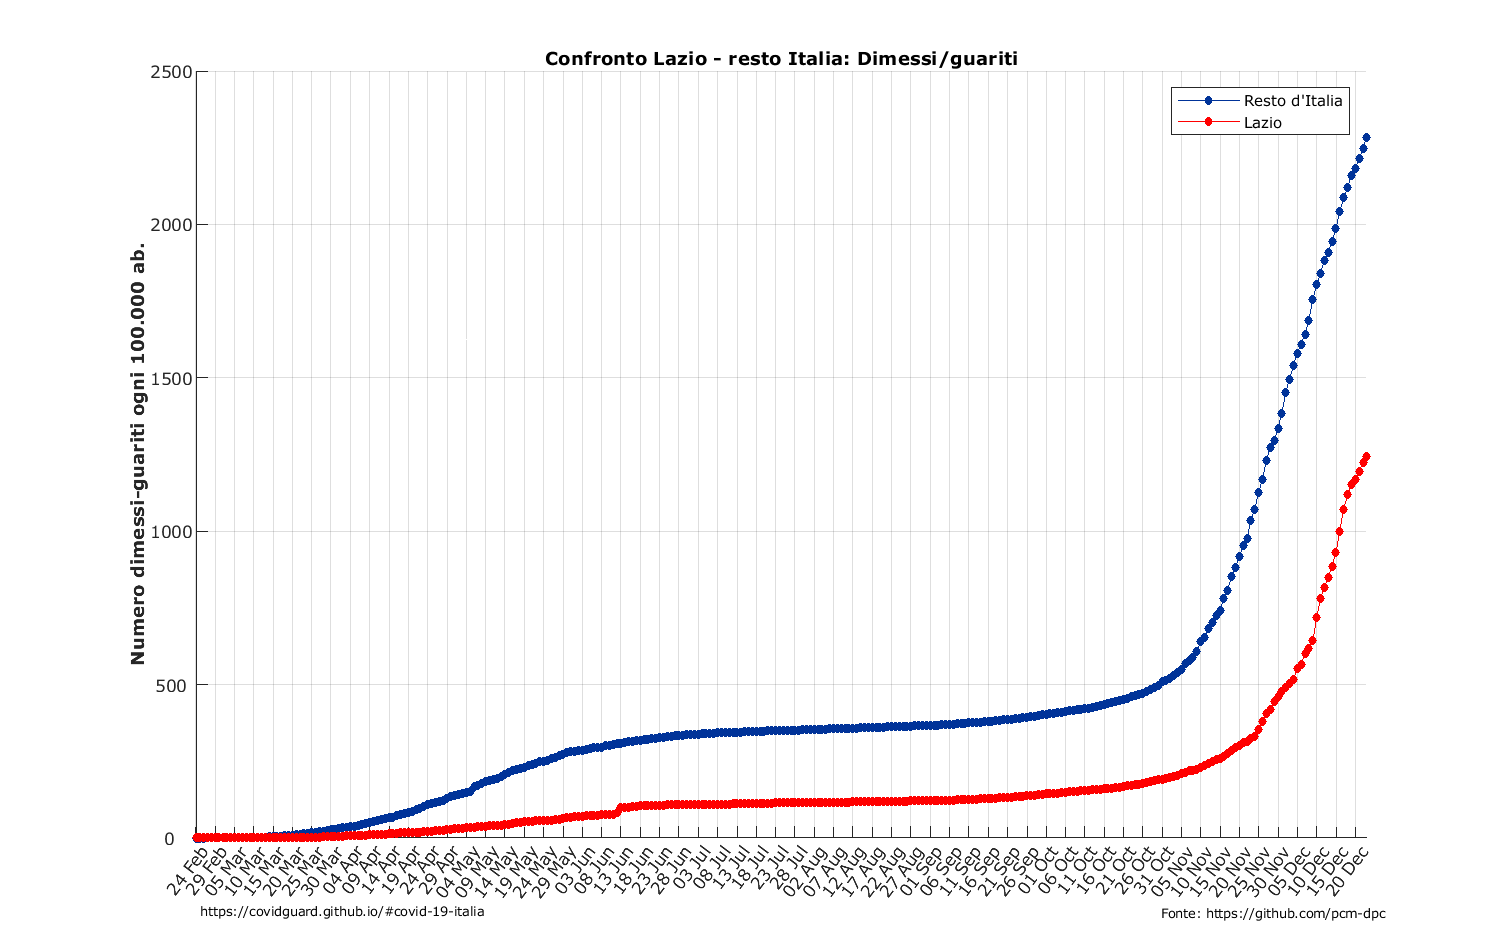 Confronto Lazio - resto Italia: Dimessi/guariti
Resto d'Italia
Lazio
Numero dimessi-guariti ogni 100.000 ab.
2500
2000
1500
1000
500
0
24 Feb
29 Feb
05 Mar
10 Mar
15 Mar
20 Mar
25 Mar
30 Mar
04 Apr
09 Apr
14 Apr
19 Apr
24 Apr
29 Apr
04 May
09 May
14 May
19 May
24 May
29 May
03 Jun
08 Jun
13 Jun
18 Jun
23 Jun
28 Jun
03 Jul
08 Jul
13 Jul
18 Jul
23 Jul
28 Jul
02 Aug
07 Aug
12 Aug
17 Aug
22 Aug
27 Aug
01 Sep
06 Sep
11 Sep
16 Sep
21 Sep
26 Sep
01 Oct
06 Oct
11 Oct
16 Oct
21 Oct
26 Oct
31 Oct
05 Nov
10 Nov
15 Nov
20 Nov
25 Nov
30 Nov
05 Dec
10 Dec
15 Dec
20 Dec
https://covidguard.github.io/#covid-19-italia
Fonte: https://github.com/pcm-dpc